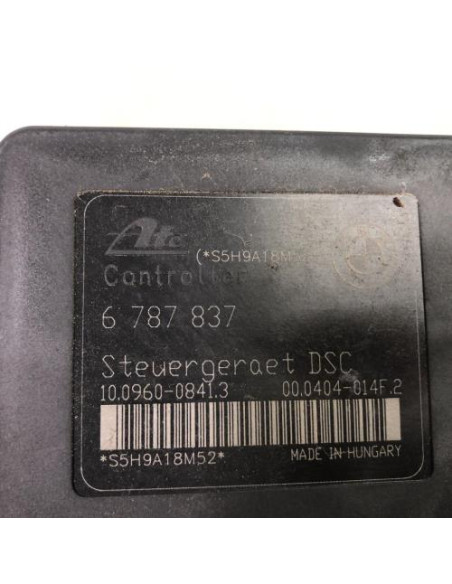 Ate (*S5H9A18M
Controller
6 787 837
Steuergeraet DSC
10.0960-0841.3 00.0404-014F.2
*S5H9A18M52* MADE IN HUNGARY